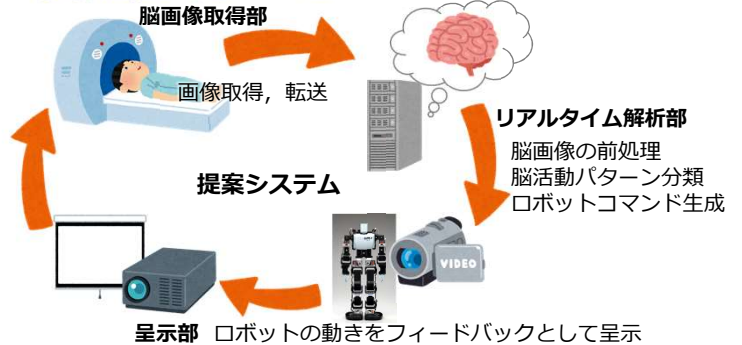 脳画像取得部
画像取得，転送
リアルタイム解析部
脳画像の前処理
脳活動パターン分類
ロボットコマンド生成
提案システム
VIDEO
呈示部 ロボットの動きをフィードバックとして呈示